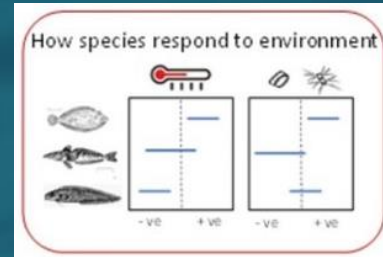 How species respond to environment
- ve + ve - ve + ve